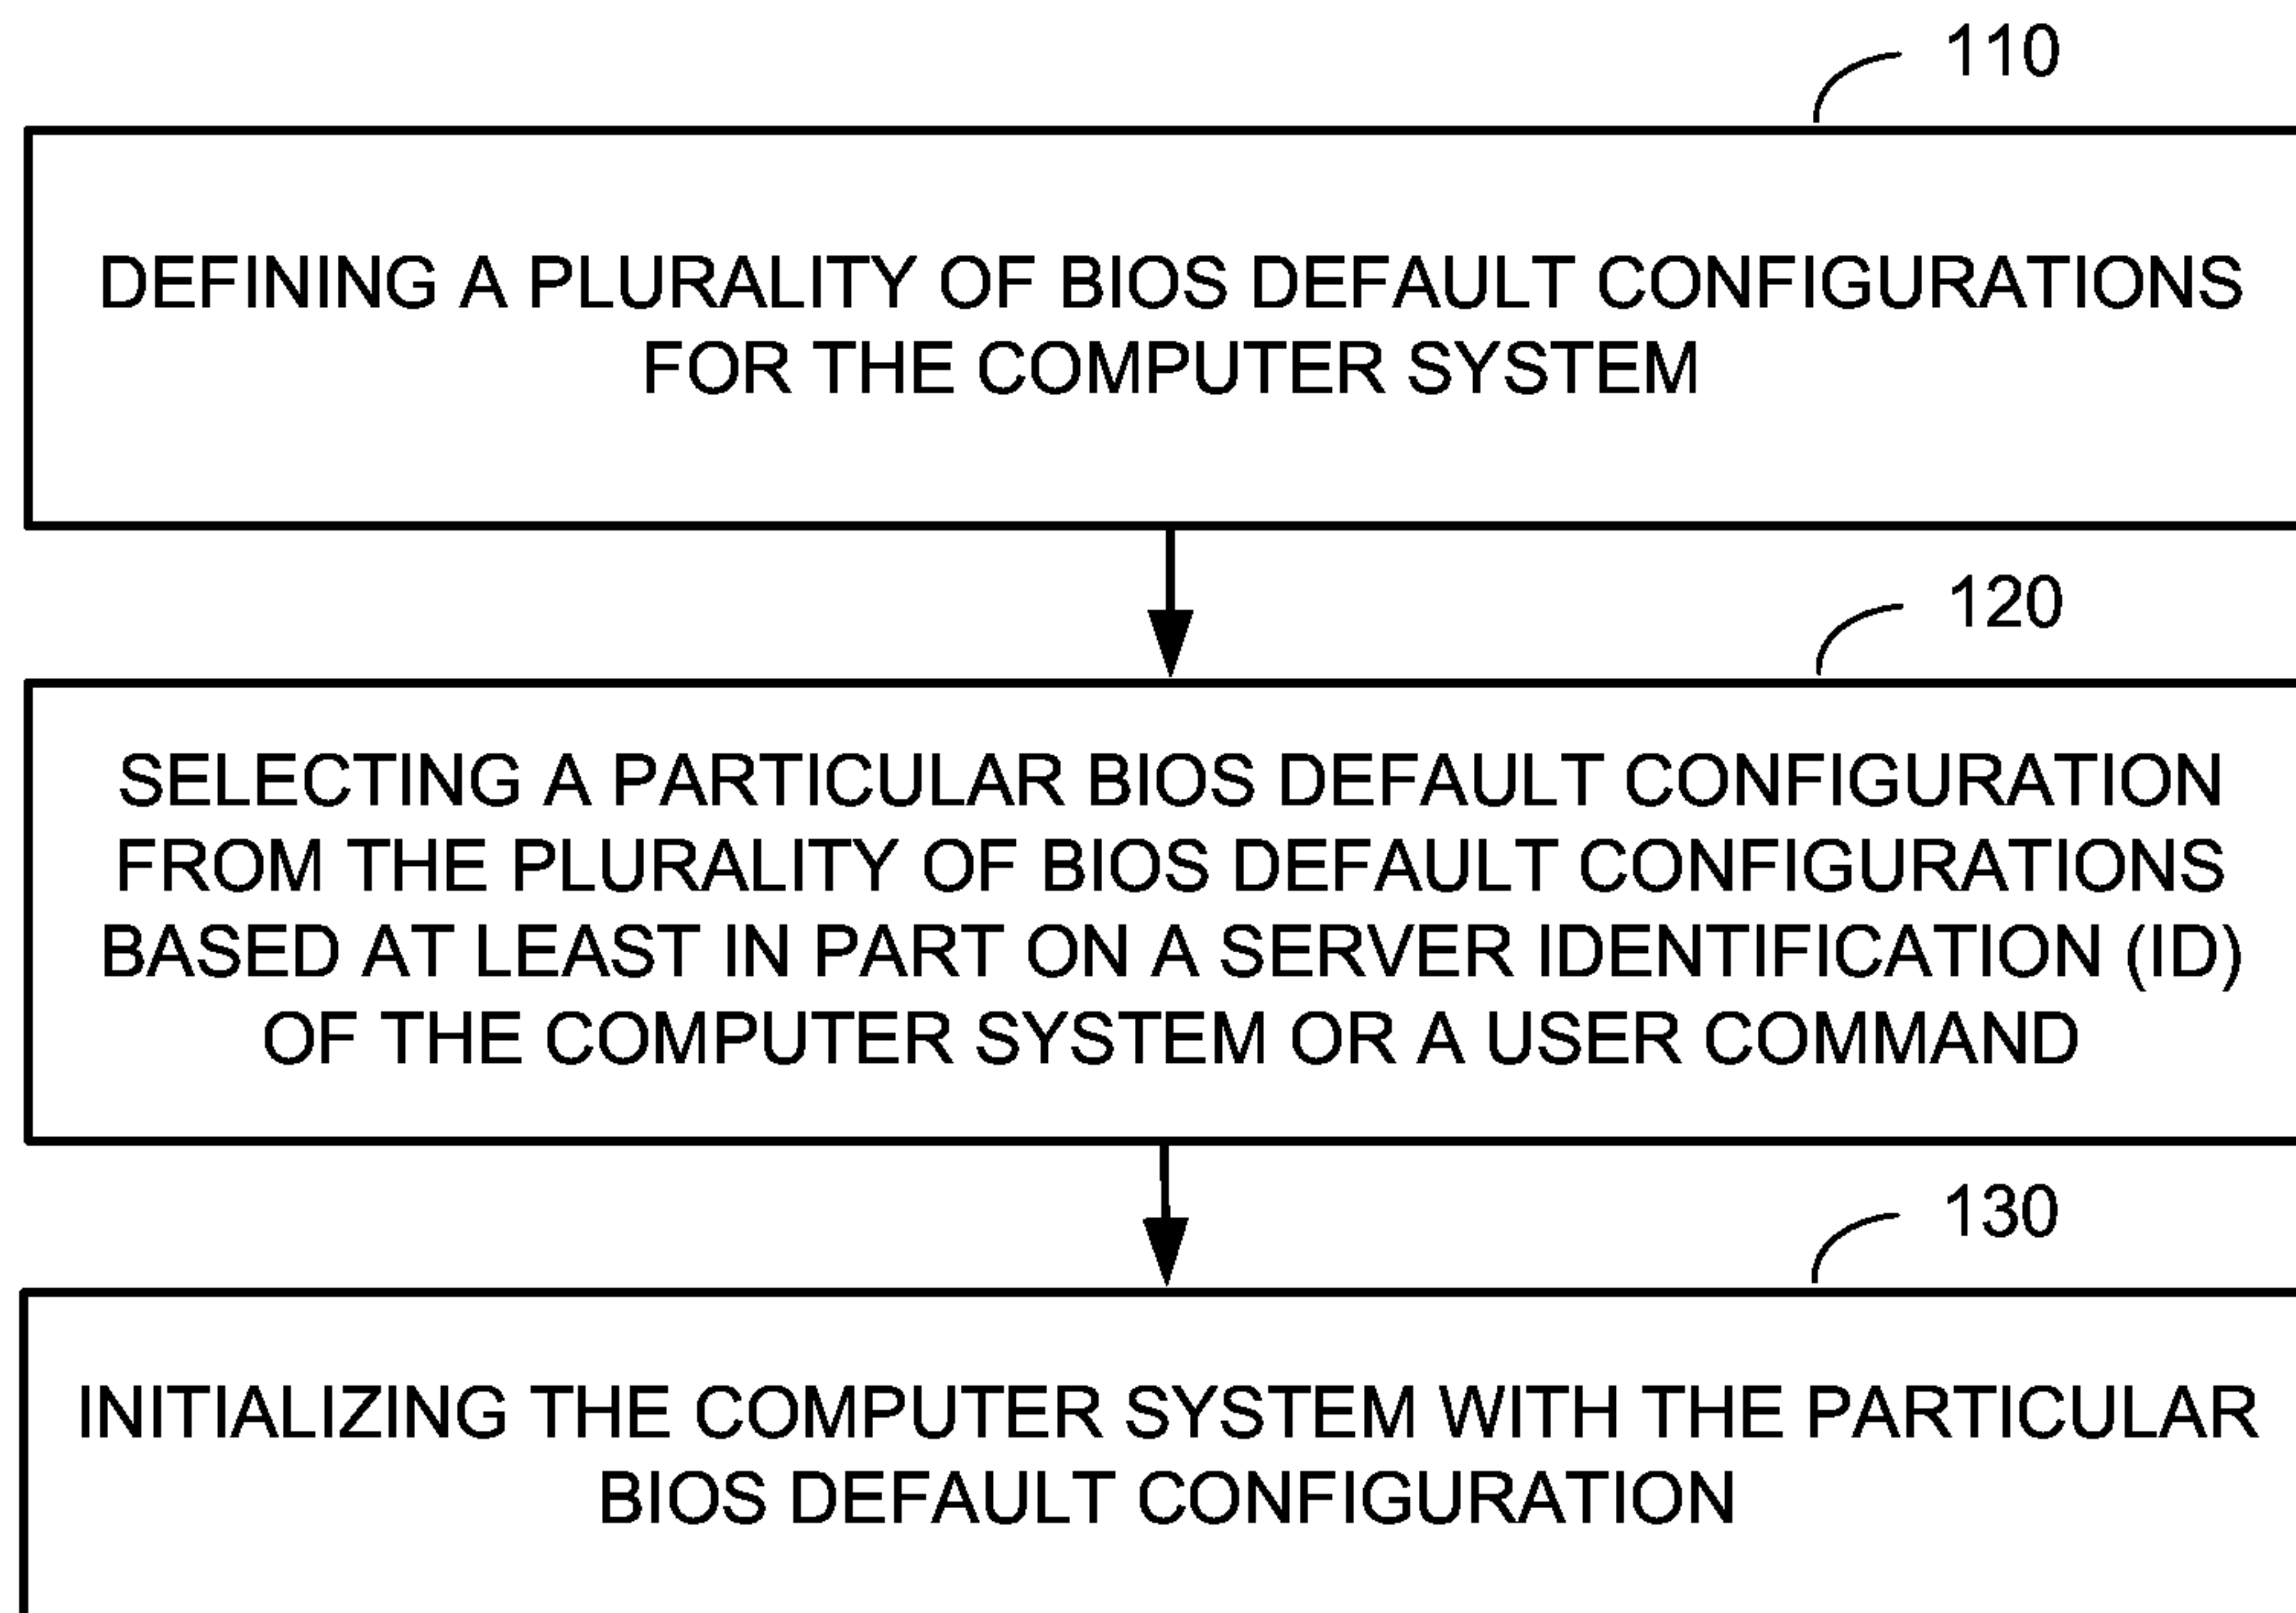 110
DEFINING A PLURALITY OF BIOS DEFAULT CONFIGURATIONS
FOR THE COMPUTER SYSTEM
120
SELECTING A PARTICULAR BIOS DEFAULT CONFIGURATION
FROM THE PLURALITY OF BIOS DEFAULT CONFIGURATIONS
BASED AT LEAST IN PART ON A SERVER IDENTIFICATION (ID)
OF THE COMPUTER SYSTEM OR A USER COMMAND
130
INITIALIZING THE COMPUTER SYSTEM WITH THE PARTICULAR
BIOS DEFAULT CONFIGURATION